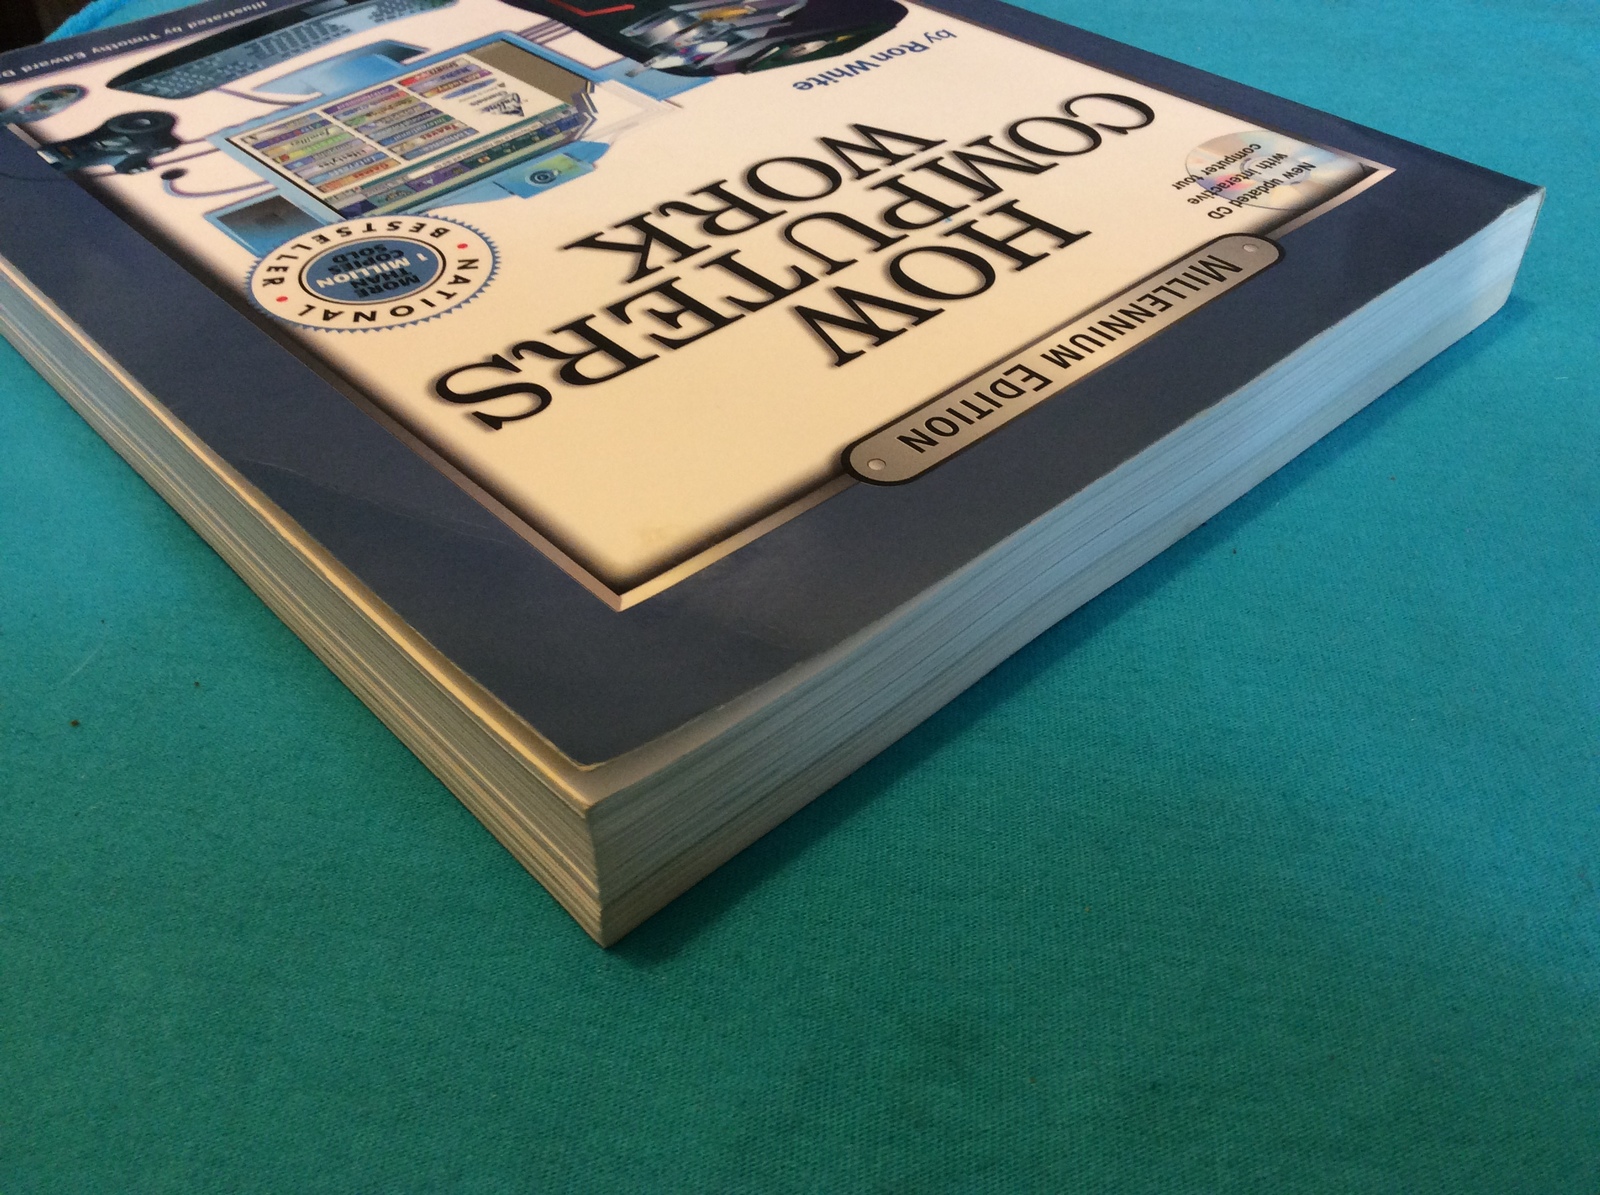 MILLENNIUM EDITION
New updated CD
with interactive
computer tour
HOW
COMPUTERS
WORK
by Ron White
NATIONAL
BESTSELLER
MORE
THAN
1 MILLION
COPIES
SOLD
Illustrated by Timothy Edward